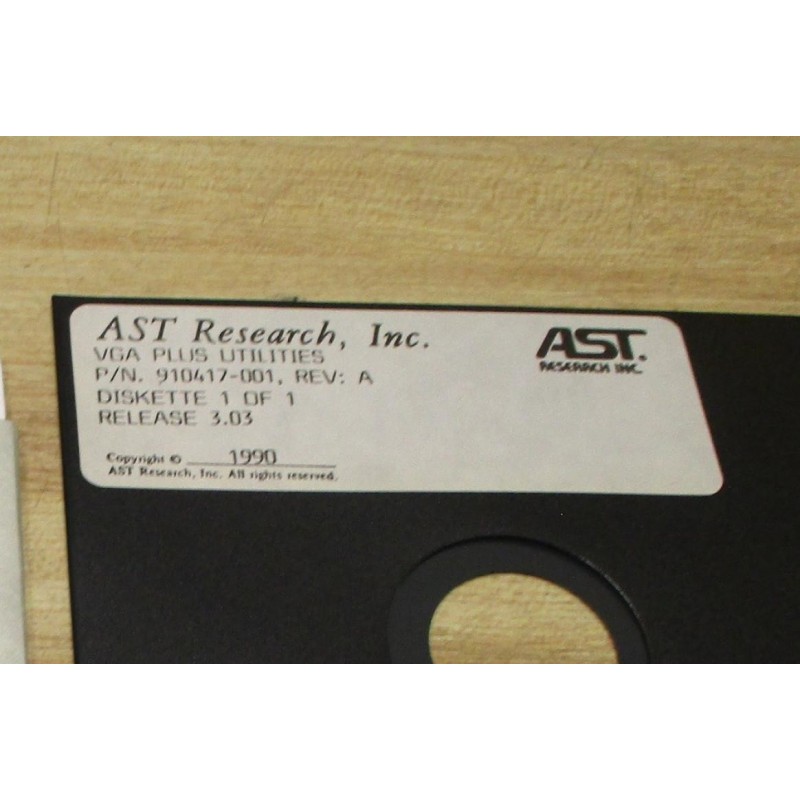 AST Research, Inc.
VGA PLUS UTILITIES
P/N. 910417-001, REV: A
DISKETTE 1 OF 1
RELEASE 3.03
Copyright © 1990
AST Research, Inc. All rights reserved.
AST.
RESEARCH INC.